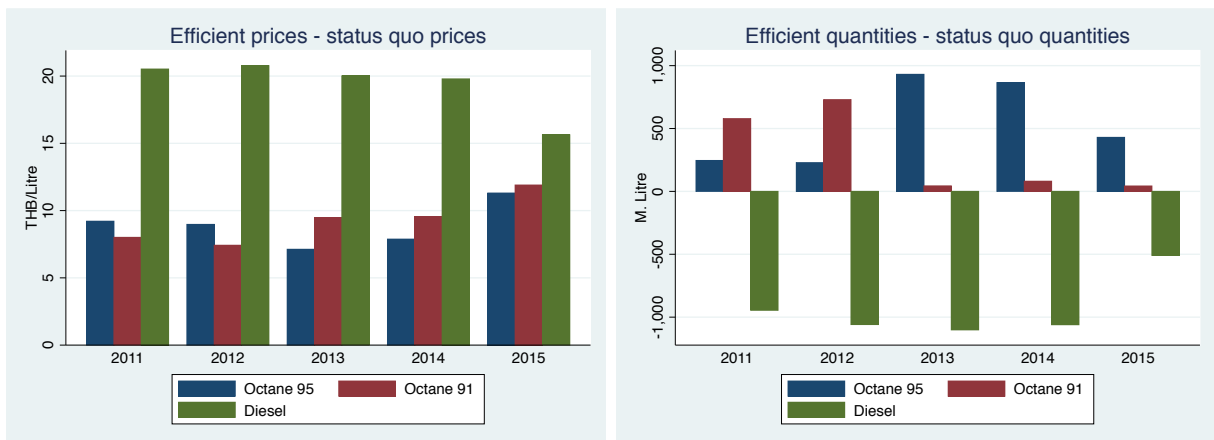 Efficient prices - status quo prices
THB/Litre
20
15
10
5
0
2011 2012 2013 2014 2015
Octane 95 Octane 91
Diesel
Efficient quantities - status quo quantities
M. Litre
1,000
500
0
-500
-1,000
2011 2012 2013 2014 2015
Octane 95 Octane 91
Diesel